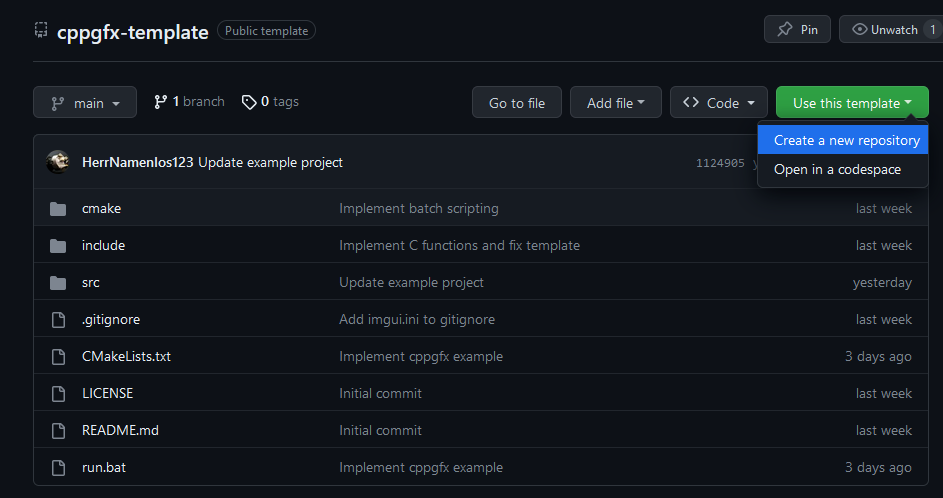 cppgfx-template Public template Pin Unwatch 1
main 1 branch 0 tags Go to file Add file Code Use this template
Create a new repository
Open in a codespace
HerrNamenlos123 Update example project 1124905
cmake Implement batch scripting last week
include Implement C functions and fix template last week
src Update example project yesterday
.gitignore Add imgui.ini to gitignore last week
CMakeLists.txt Implement cppgfx example 3 days ago
LICENSE Initial commit last week
README.md Initial commit last week
run.bat Implement cppgfx example 3 days ago